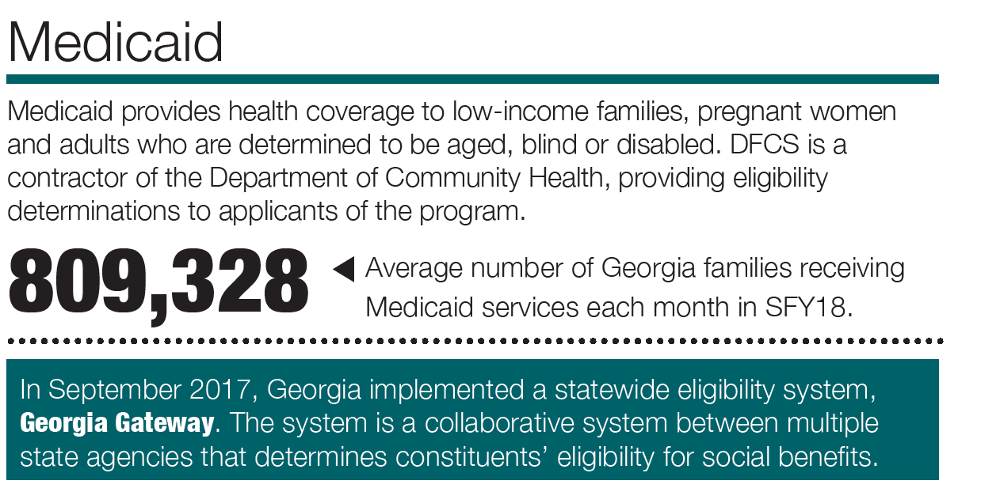 Medicaid
Medicaid provides health coverage to low-income families, pregnant women
and adults who are determined to be aged, blind or disabled. DFCS is a
contractor of the Department of Community Health, providing eligibility
determinations to applicants of the program.
809,328
Average number of Georgia families receiving
Medicaid services each month in SFY18.
In September 2017, Georgia implemented a statewide eligibility system,
Georgia Gateway. The system is a collaborative system between multiple
state agencies that determines constituents’ eligibility for social benefits.